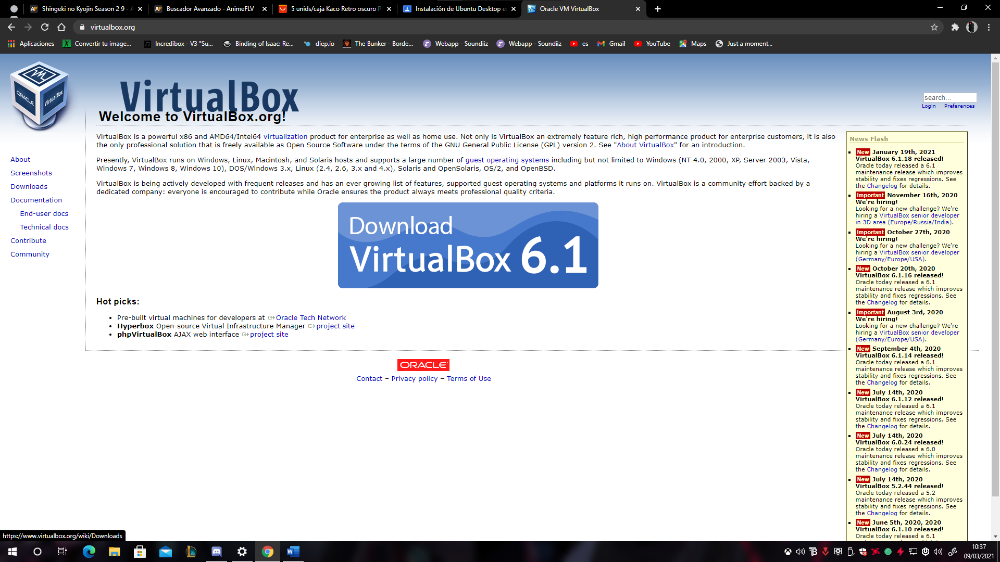 Shingeki no Kyojin Season 2 9 - A
Buscador Avanzado - AnimeFLV
5 unids/caja Kaco Retro oscuro Pl
Instalación de Ubuntu Desktop e
Oracle VM VirtualBox
virtualbox.org
Aplicaciones
Convertir tu image...
Incredibox - V3 "Su...
Binding of Isaac: Re...
diep.io
The Bunker - Borde...
Webapp - Soundiiz
Webapp - Soundiiz
es
Gmail
YouTube
Maps
Just a moment...
ORACLE
VirtualBox
VirtualBox
search...
Login Preferences
Welcome to VirtualBox.org!
About
Screenshots
Downloads
Documentation
End-user docs
Technical docs
Contribute
Community
VirtualBox is a powerful x86 and AMD64/Intel64 virtualization product for enterprise as well as home use. Not only is VirtualBox an extremely feature rich, high performance product for enterprise customers, it is also
the only professional solution that is freely available as Open Source Software under the terms of the GNU General Public License (GPL) version 2. See "About VirtualBox" for an introduction.
Presently, VirtualBox runs on Windows, Linux, Macintosh, and Solaris hosts and supports a large number of guest operating systems including but not limited to Windows (NT 4.0, 2000, XP, Server 2003, Vista,
Windows 7, Windows 8, Windows 10), DOS/Windows 3.x, Linux (2.4, 2.6, 3.x and 4.x), Solaris and OpenSolaris, OS/2, and OpenBSD.
VirtualBox is being actively developed with frequent releases and has an ever growing list of features, supported guest operating systems and platforms it runs on. VirtualBox is a community effort backed by a
dedicated company: everyone is encouraged to contribute while Oracle ensures the product always meets professional quality criteria.
Download
VirtualBox 6.1
Hot picks:
Pre-built virtual machines for developers at Oracle Tech Network
Hyperbox Open-source Virtual Infrastructure Manager project site
phpVirtualBox AJAX web interface project site
ORACLE
Contact – Privacy policy – Terms of Use
News Flash
New January 19th, 2021
VirtualBox 6.1.18 released!
Oracle today released a 6.1
maintenance release which improves
stability and fixes regressions. See
the Changelog for details.
Important November 16th, 2020
We're hiring!
Looking for a new challenge? We're
hiring a VirtualBox senior developer
in 3D area (Europe/Russia/India).
Important October 27th, 2020
We're hiring!
Looking for a new challenge? We're
hiring a VirtualBox senior developer
(Germany/Europe/USA).
New October 20th, 2020
VirtualBox 6.1.16 released!
Oracle today released a 6.1
maintenance release which improves
stability and fixes regressions. See
the Changelog for details.
Important August 3rd, 2020
We're hiring!
Looking for a new challenge? We're
hiring a VirtualBox senior developer
(Germany/Europe/USA).
New September 4th, 2020
VirtualBox 6.1.14 released!
Oracle today released a 6.1
maintenance release which improves
stability and fixes regressions. See
the Changelog for details.
New July 14th, 2020
VirtualBox 6.1.12 released!
Oracle today released a 6.1
maintenance release which improves
stability and fixes regressions. See
the Changelog for details.
New July 14th, 2020
VirtualBox 6.0.24 released!
Oracle today released a 6.0
maintenance release which improves
stability and fixes regressions. See
the Changelog for details.
New July 14th, 2020
VirtualBox 5.2.44 released!
Oracle today released a 5.2
maintenance release which improves
stability and fixes regressions. See
the Changelog for details.
New June 5th, 2020, 2020
VirtualBox 6.1.10 released!
Oracle today released a 6.1
https://www.virtualbox.org/wiki/Downloads
10:37
09/03/2021